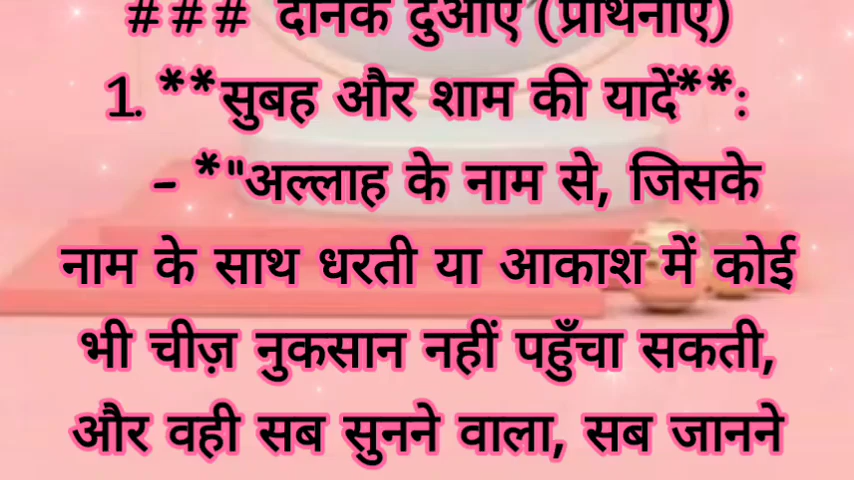 ### दैनिक दुआएँ (प्रार्थनाएँ)
1. **सुबह और शाम की यादें**:
- *"अल्लाह के नाम से, जिसके
नाम के साथ धरती या आकाश में कोई
भी चीज़ नुकसान नहीं पहुँचा सकती,
और वही सब सुनने वाला, सब जानने